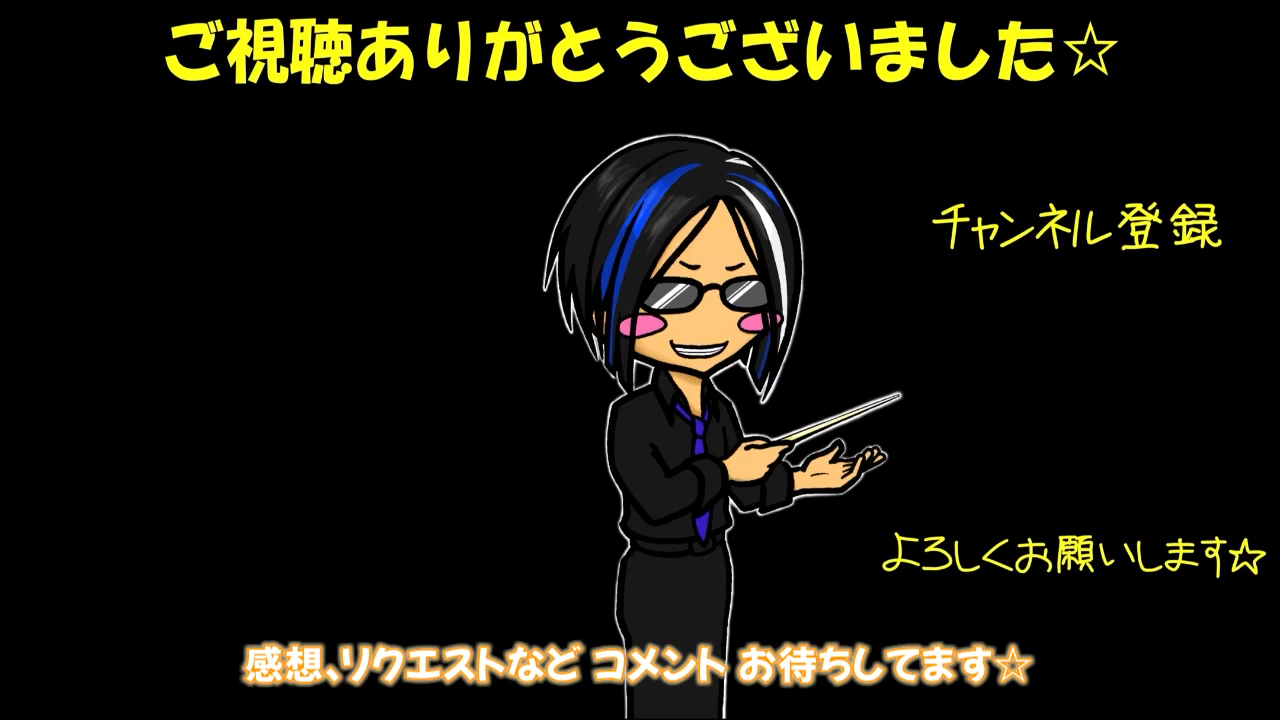 ご視聴ありがとうございました☆
チャンネル登録
よろしくお願いします☆
感想、リクエストなど コメント お待ちしてます☆